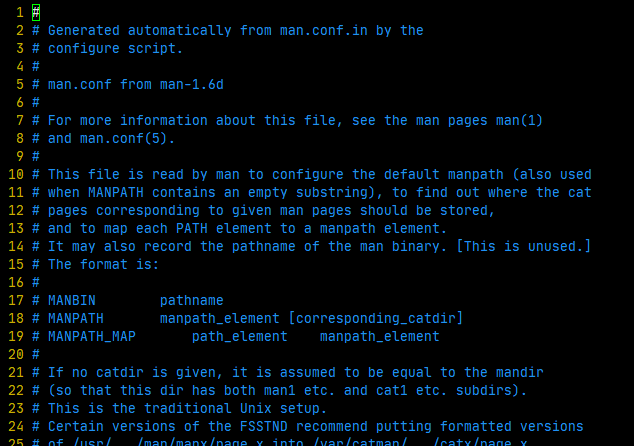 1 #
2 # Generated automatically from man.conf.in by the
3 # configure script.
4 #
5 # man.conf from man-1.6d
6 #
7 # For more information about this file, see the man pages man(1)
8 # and man.conf(5).
9 #
10 # This file is read by man to configure the default manpath (also used
11 # when MANPATH contains an empty substring), to find out where the cat
12 # pages corresponding to given man pages should be stored,
13 # and to map each PATH element to a manpath element.
14 # It may also record the pathname of the man binary. [This is unused.]
15 # The format is:
16 #
17 # MANBIN         pathname
18 # MANPATH        manpath_element [corresponding_catdir]
19 # MANPATH_MAP        path_element    manpath_element
20 #
21 # If no catdir is given, it is assumed to be equal to the mandir
22 # (so that this dir has both man1 etc. and cat1 etc. subdirs).
23 # This is the traditional Unix setup.
24 # Certain versions of the FSSTND recommend putting formatted versions
25 # of /usr/.../man/manx/page.x into /var/catman/.../catx/page.x